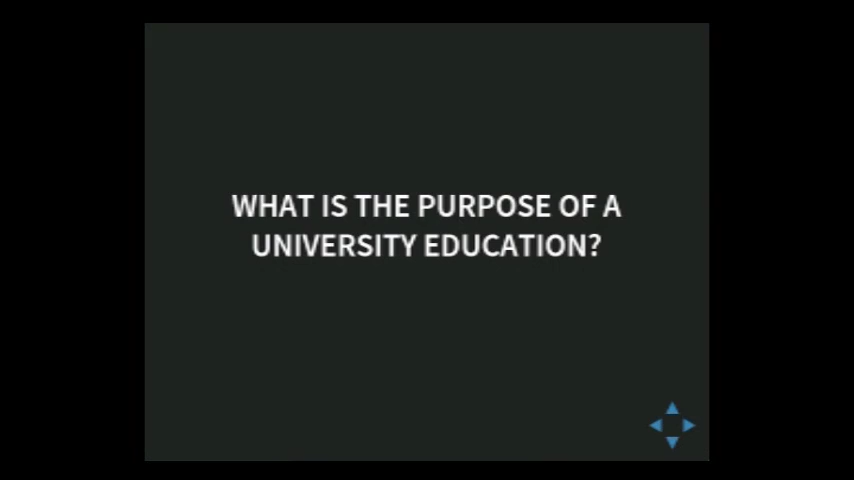 WHAT IS THE PURPOSE OF A
UNIVERSITY EDUCATION?